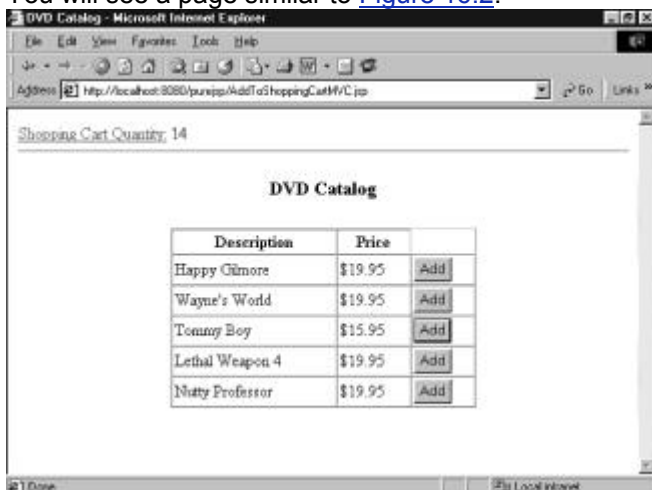 You will see a page similar to Figure 10.2.
DVD Catalog - Microsoft Internet Explorer
File Edit View Favorites Tools Help
Address http://localhost:8080/purejsp/AddToShoppingCartMVC.jsp Go Links »
Shopping Cart Quantity: 14
DVD Catalog
Description Price
Happy Gilmore $19.95 Add
Wayne's World $19.95 Add
Tommy Boy $15.95 Add
Lethal Weapon 4 $19.95 Add
Nutty Professor $19.95 Add
Done Local intranet